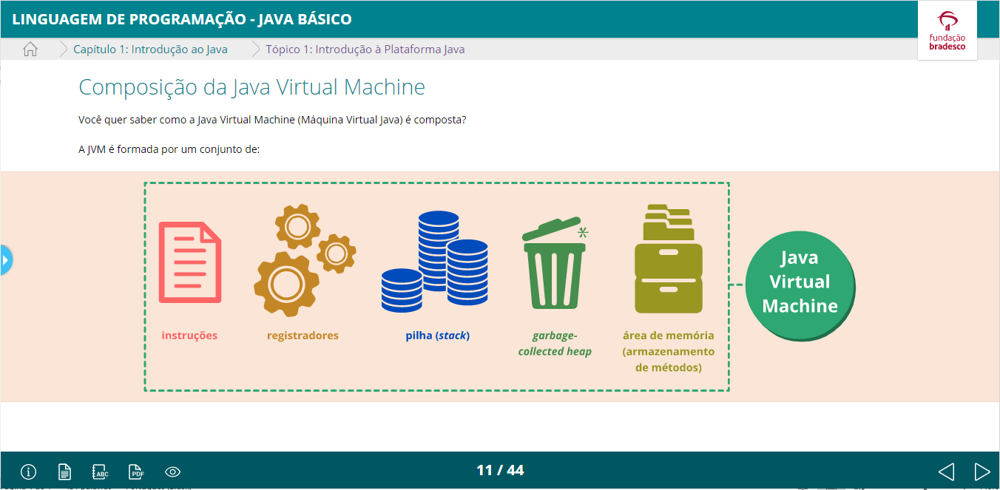 LINGUAGEM DE PROGRAMAÇÃO - JAVA BÁSICO
fundação
bradesco
Capítulo 1: Introdução ao Java
Tópico 1: Introdução à Plataforma Java
Composição da Java Virtual Machine
Você quer saber como a Java Virtual Machine (Máquina Virtual Java) é composta?
A JVM é formada por um conjunto de:
instruções
registradores
pilha (stack)
garbage-
collected heap
área de memória
(armazenamento
de métodos)
Java
Virtual
Machine
ABC
PDF
11 / 44